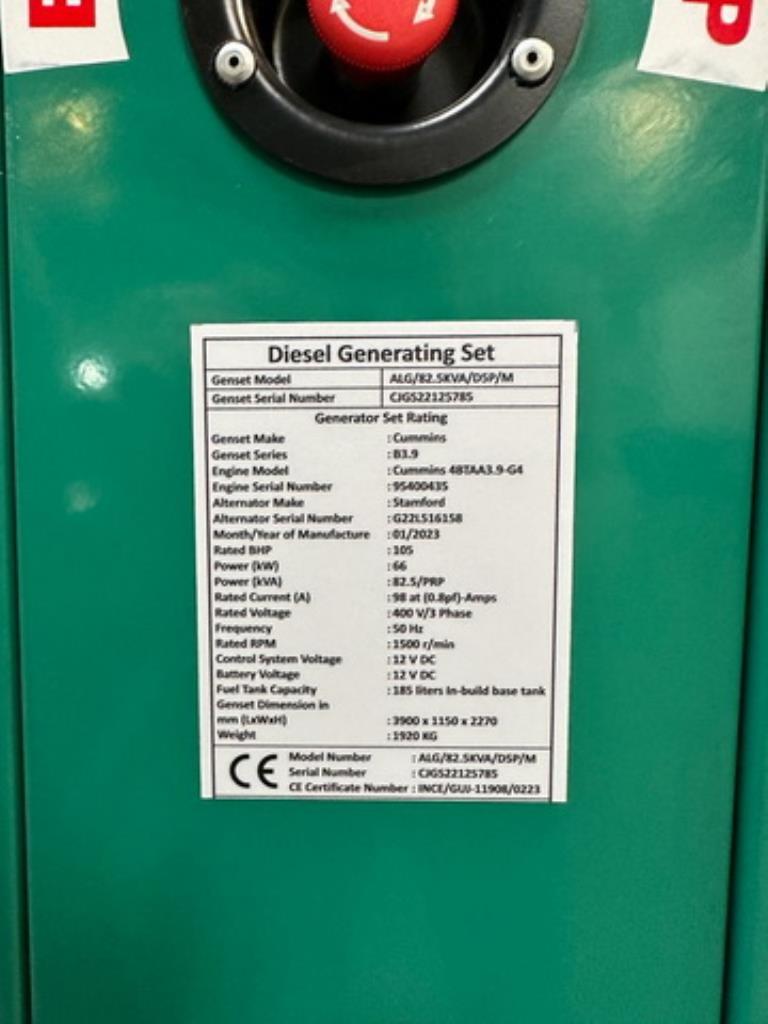 E
P
Diesel Generating Set
Genset Model ALG/82.5KVA/DSP/M
Genset Serial Number CJGS22125785
Generator Set Rating
Genset Make : Cummins
Genset Series : B3.9
Engine Model : Cummins 4BTAA3.9-G4
Engine Serial Number : 95400435
Alternator Make : Stamford
Alternator Serial Number : G22L516158
Month/Year of Manufacture : 01/2023
Rated BHP : 105
Power (kW) : 66
Power (kVA) : 82.5/PRP
Rated Current (A) : 98 at (0.8pf)-Amps
Rated Voltage : 400 V/3 Phase
Frequency : 50 Hz
Rated RPM : 1500 r/min
Control System Voltage : 12 V DC
Battery Voltage : 12 V DC
Fuel Tank Capacity : 185 liters In-build base tank
Genset Dimension in
mm (LxWxH) : 3900 x 1150 x 2270
Weight : 1920 KG
CE
Model Number : ALG/82.5KVA/DSP/M
Serial Number : CJGS22125785
CE Certificate Number : INCE/GUJ-11908/0223